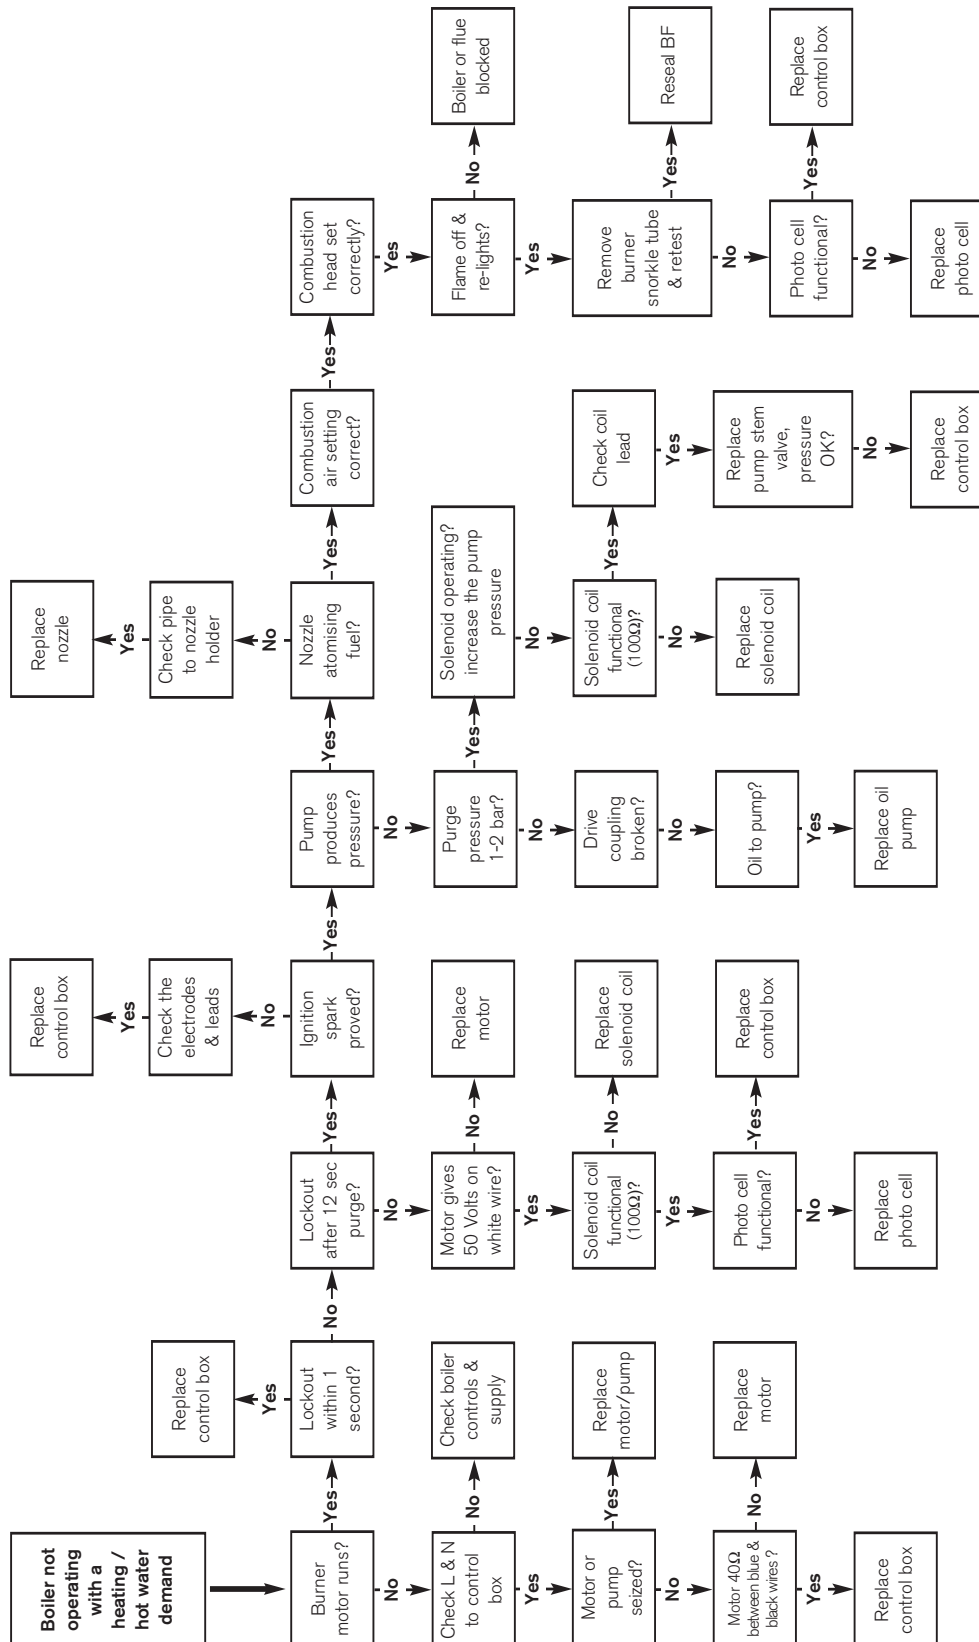 Boiler not
operating
with a
heating /
hot water
demand
Burner
motor runs?
Yes
No
Check L & N
to control
box
No
Check boiler
controls &
supply
Yes
Motor or
pump
seized?
Yes
Replace
motor/pump
No
Motor 40Ω
between blue &
black wires ?
No
Replace
motor
Yes
Replace
control box
Replace
control box
Yes
Lockout
within 1
second?
No
Lockout
after 12 sec
purge?
Yes
No
Motor gives
50 Volts on
white wire?
No
Replace
motor
Yes
Solenoid coil
functional
(100Ω)?
No
Replace
solenoid coil
Yes
Photo cell
functional?
Yes
Replace
control box
No
Replace
photo cell
Replace
control box
Yes
Check the
electrodes
& leads
No
Ignition
spark
proved?
Yes
Pump
produces
pressure?
Yes
No
Purge
pressure
1-2 bar?
Yes
Solenoid operating?
increase the pump
pressure
No
Drive
coupling
broken?
No
Oil to pump?
Yes
Replace oil
pump
No
Solenoid coil
functional
(100Ω)?
Yes
Check coil
lead
No
Replace
solenoid coil
Yes
Replace
pump stem
valve,
pressure
OK?
No
Replace
control box
Replace
nozzle
Yes
Check pipe
to nozzle
holder
No
Nozzle
atomising
fuel?
Yes
Combustion
air setting
correct?
Yes
Combustion
head set
correctly?
Yes
Flame off &
re-lights?
No
Boiler or flue
blocked
Yes
Remove
burner
snorkle tube
& retest
Yes
Reseal BF
No
Photo cell
functional?
Yes
Replace
control box
No
Replace
photo cell